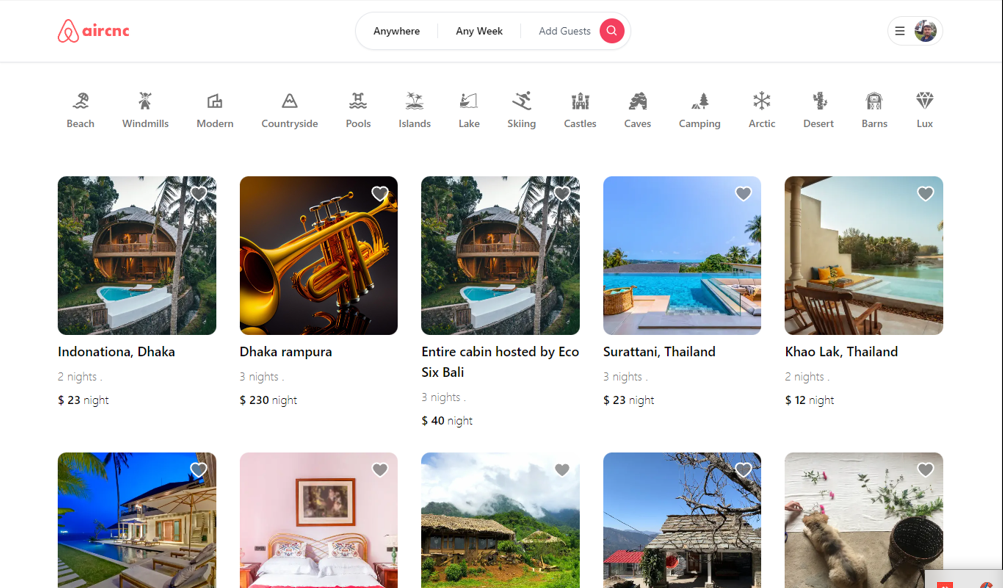 aircnc
Anywhere
Any Week
Add Guests
Beach
Windmills
Modern
Countryside
Pools
Islands
Lake
Skiing
Castles
Caves
Camping
Arctic
Desert
Barns
Lux
Indonationa, Dhaka
2 nights .
$ 23 night
Dhaka rampura
3 nights .
$ 230 night
Entire cabin hosted by Eco
Six Bali
3 nights .
$ 40 night
Surattani, Thailand
3 nights .
$ 23 night
Khao Lak, Thailand
2 nights .
$ 12 night